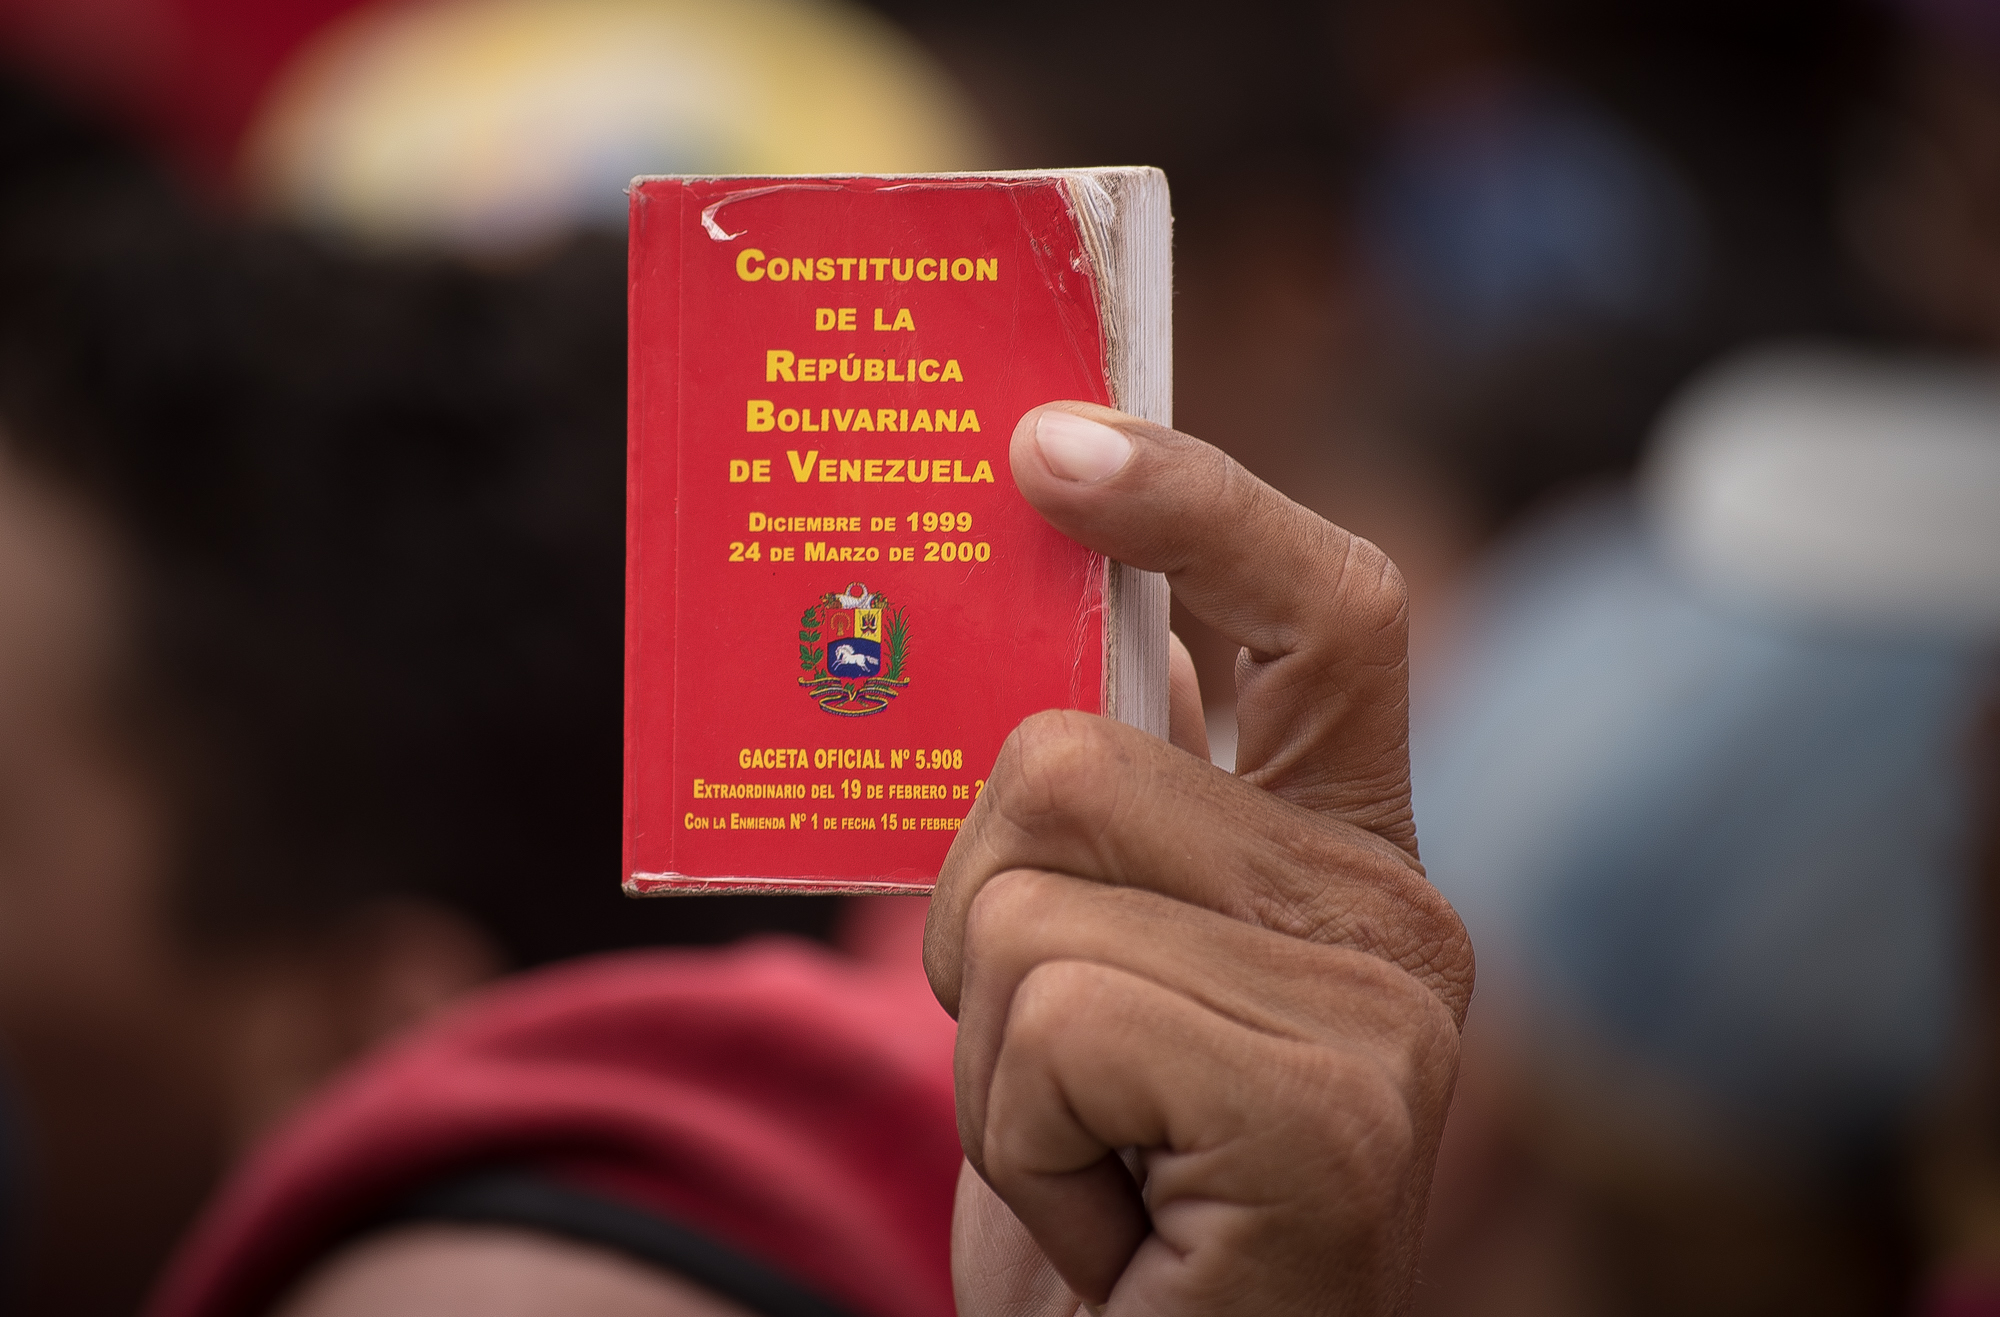 CONSTITUCION
DE LA
REPÚBLICA
BOLIVARIANA
DE VENEZUELA
DICIEMBRE DE 1999
24 DE MARZO DE 2000
GACETA OFICIAL Nº 5.908
EXTRAORDINARIO DEL 19 DE FEBRERO DE
CON LA ENMIENDA Nº 1 DE FECHA 15 DE FEBRERO